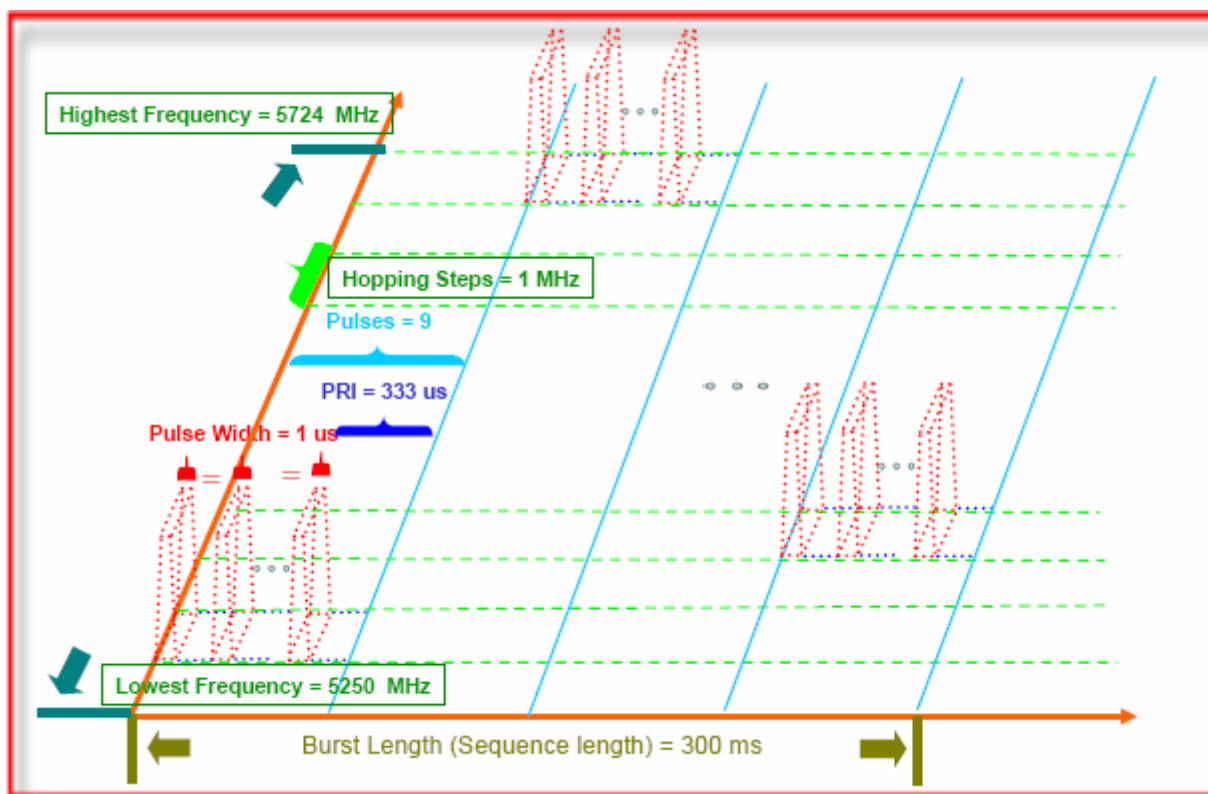 Highest Frequency = 5724 MHz
Hopping Steps = 1 MHz
Pulses = 9
PRI = 333 us
Pulse Width = 1 us
= =
Lowest Frequency = 5250 MHz
Burst Length (Sequence length) = 300 ms